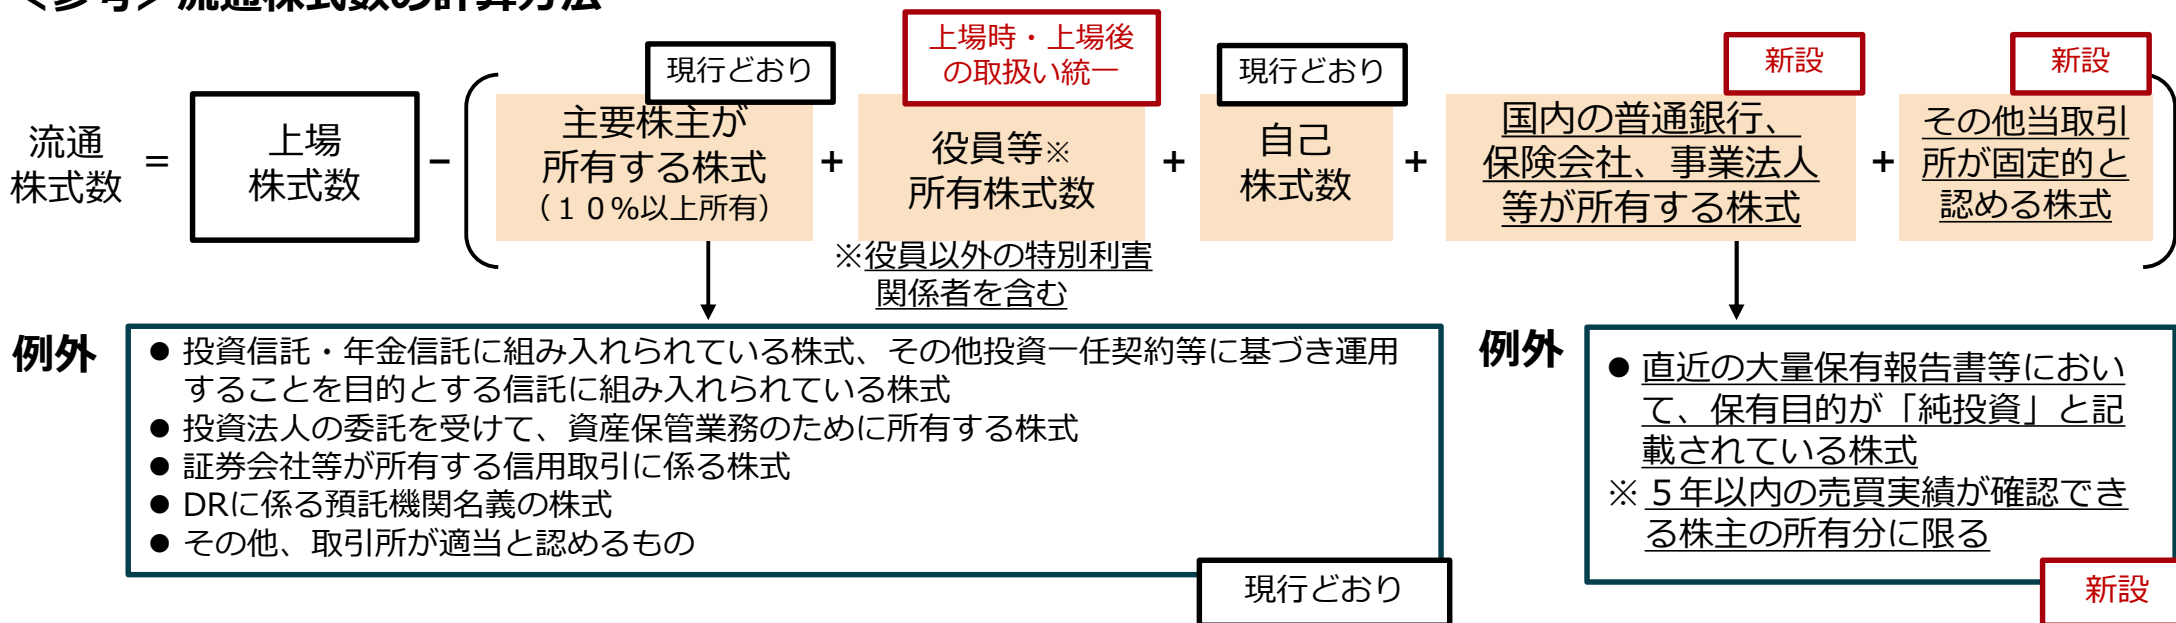 ＜参考＞流通株式数の計算方法
現行どおり
上場時・上場後
の取扱い統一
現行どおり
新設
新設
流通
株式数
＝
上場
株式数
－
主要株主が
所有する株式
（１０%以上所有）
＋
役員等※
所有株式数
＋
自己
株式数
＋
国内の普通銀行、
保険会社、事業法人
等が所有する株式
＋
その他当取引
所が固定的と
認める株式
※役員以外の特別利害
関係者を含む
例外
● 投資信託・年金信託に組み入れられている株式、その他投資一任契約等に基づき運用
することを目的とする信託に組み入れられている株式
● 投資法人の委託を受けて、資産保管業務のために所有する株式
● 証券会社等が所有する信用取引に係る株式
● DRに係る預託機関名義の株式
● その他、取引所が適当と認めるもの
現行どおり
例外
● 直近の大量保有報告書等におい
て、保有目的が「純投資」と記
載されている株式
※ ５年以内の売買実績が確認でき
る株主の所有分に限る
新設